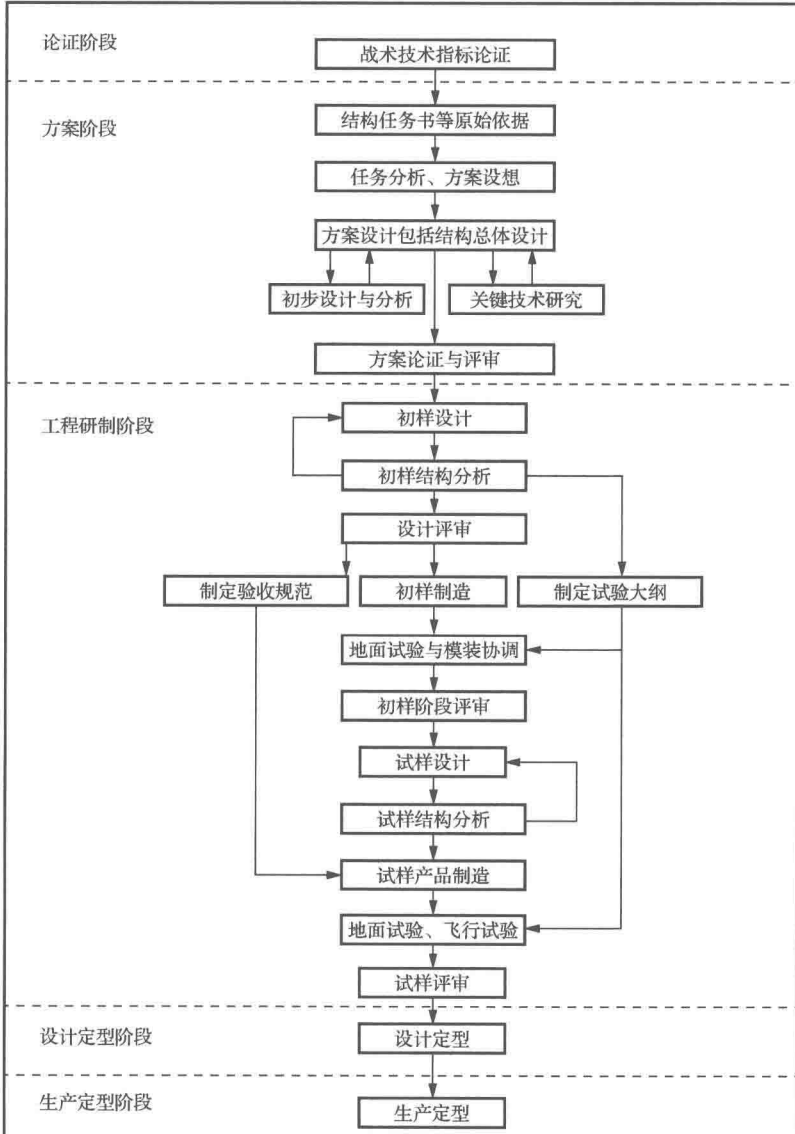 论证阶段
战术技术指标论证
方案阶段
结构任务书等原始依据
任务分析、方案设想
方案设计包括结构总体设计
初步设计与分析
关键技术研究
方案论证与评审
工程研制阶段
初样设计
初样结构分析
设计评审
制定验收规范
初样制造
制定试验大纲
地面试验与模装协调
初样阶段评审
试样设计
试样结构分析
试样产品制造
地面试验、飞行试验
试样评审
设计定型阶段
设计定型
生产定型阶段
生产定型